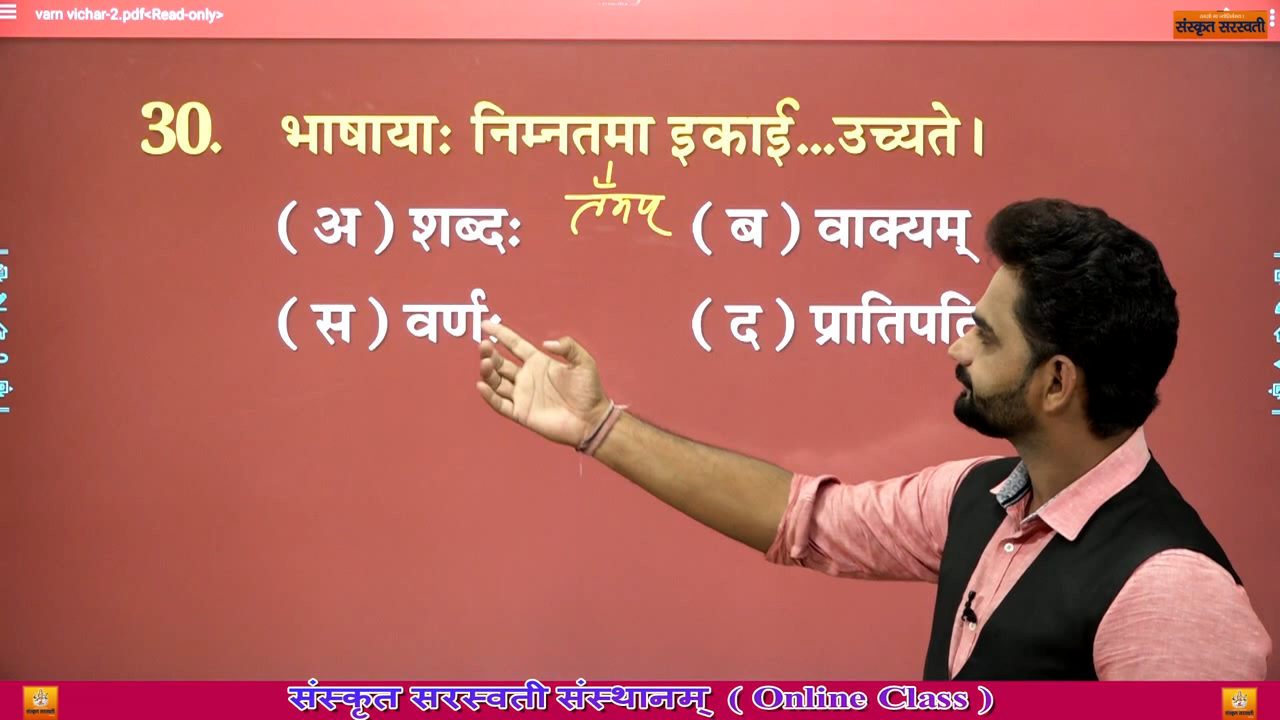 varn vichar-2.pdf<Read-only>
संस्कृत सरस्वती
30. भाषायाः निम्नतमा इकाई...उच्यते।
तमप्
( अ ) शब्दः ( ब ) वाक्यम्
( स ) वर्णः ( द )
संस्कृत सरस्वती संस्थानम् ( Online Class )